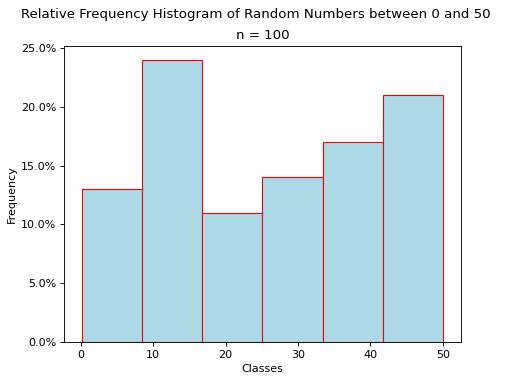 Relative Frequency Histogram of Random Numbers between 0 and 50
n = 100
25.0%
20.0%
15.0%
10.0%
5.0%
0.0%
Frequency
0 10 20 30 40 50
Classes